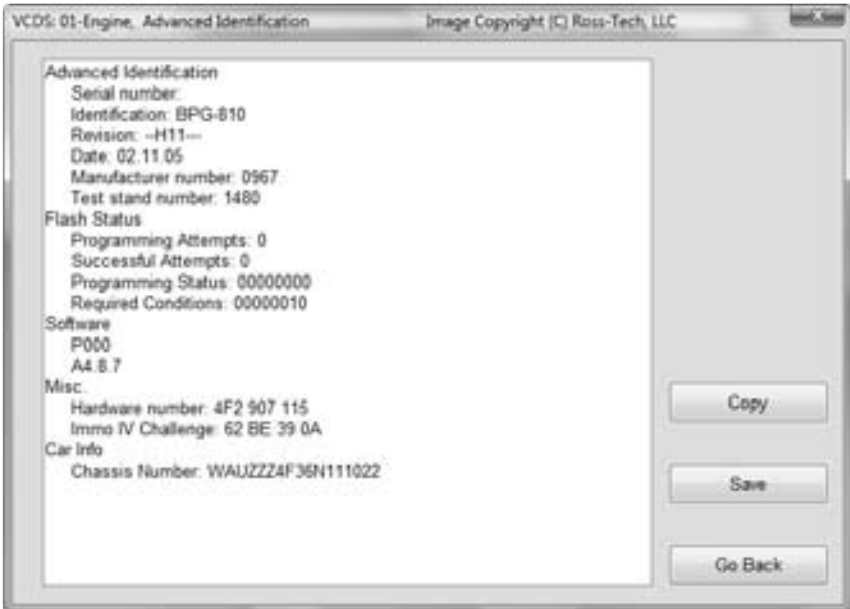 VCDS: 01-Engine, Advanced Identification Image Copyright (C) Ross-Tech, LLC
Advanced Identification
Serial number:
Identification: BPG-810
Revision: --H11---
Date: 02.11.05
Manufacturer number: 0967
Test stand number: 1480
Flash Status
Programming Attempts: 0
Successful Attempts: 0
Programming Status: 00000000
Required Conditions: 00000010
Software
P000
A4.8.7
Misc.
Hardware number: 4F2 907 115
Immo IV Challenge: 62 BE 39 0A
Car Info
Chassis Number: WAUZZZ4F36N111022
Copy
Save
Go Back